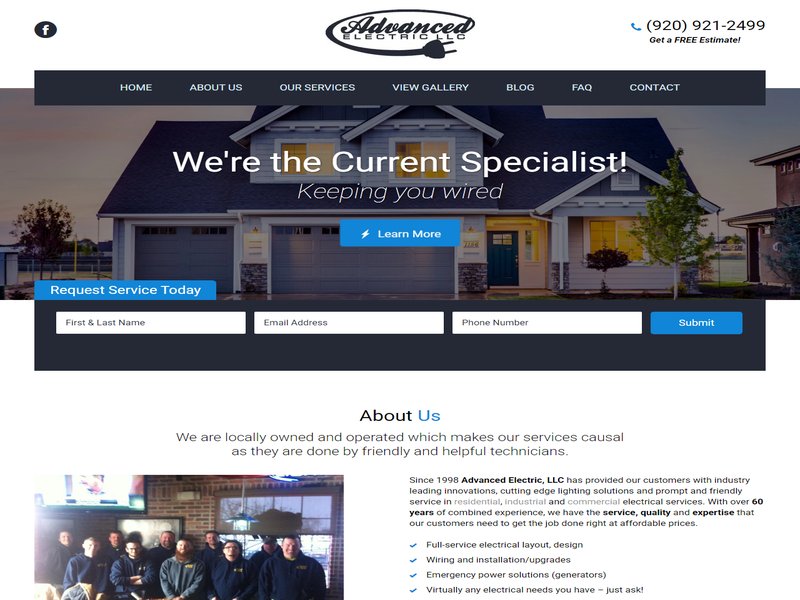 f
Advanced
ELECTRIC LLC
(920) 921-2499
Get a FREE Estimate!
HOME ABOUT US OUR SERVICES VIEW GALLERY BLOG FAQ CONTACT
We're the Current Specialist!
Keeping you wired
Learn More
1186
Request Service Today
First & Last Name Email Address Phone Number Submit
About Us
We are locally owned and operated which makes our services causal
as they are done by friendly and helpful technicians.
Since 1998 Advanced Electric, LLC has provided our customers with industry
leading innovations, cutting edge lighting solutions and prompt and friendly
service in residential, industrial and commercial electrical services. With over 60
years of combined experience, we have the service, quality and expertise that
our customers need to get the job done right at affordable prices.
Full-service electrical layout, design
Wiring and installation/upgrades
Emergency power solutions (generators)
Virtually any electrical needs you have – just ask!